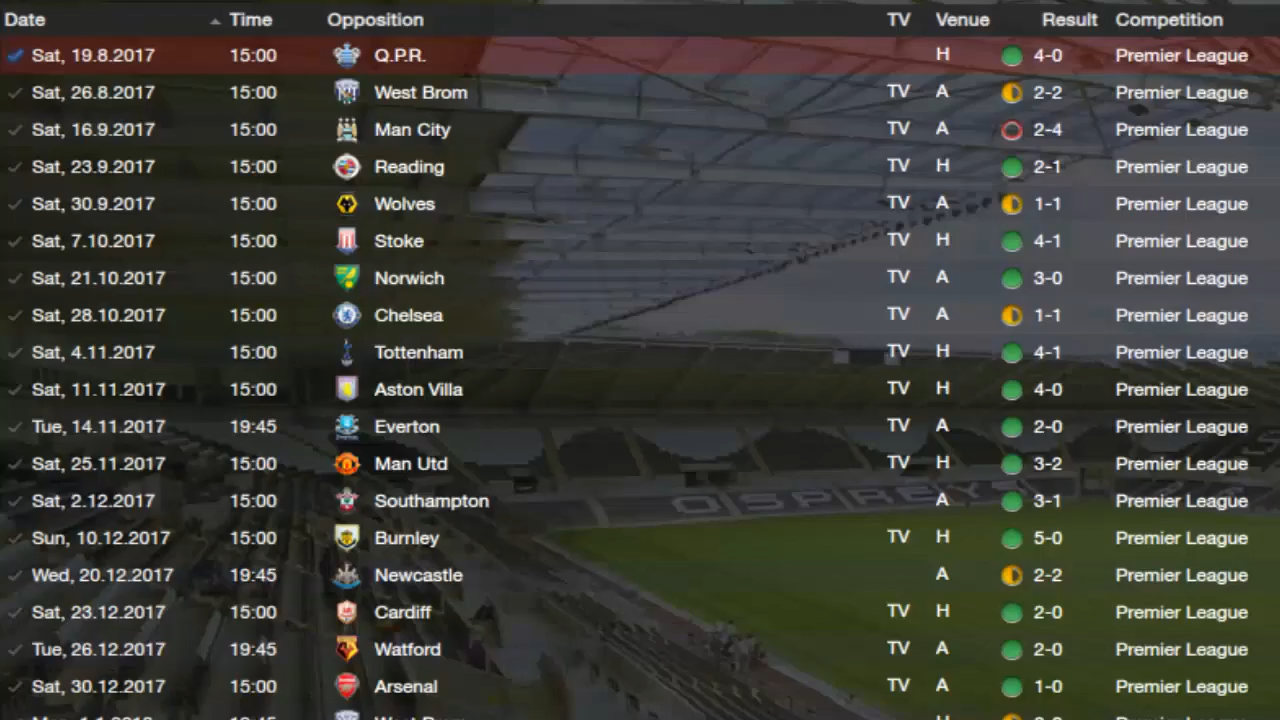 Date Time Opposition TV Venue Result Competition
Sat, 19.8.2017 15:00 Q.P.R. H 4-0 Premier League
Sat, 26.8.2017 15:00 West Brom TV A 2-2 Premier League
Sat, 16.9.2017 15:00 Man City TV A 2-4 Premier League
Sat, 23.9.2017 15:00 Reading TV H 2-1 Premier League
Sat, 30.9.2017 15:00 Wolves TV A 1-1 Premier League
Sat, 7.10.2017 15:00 Stoke TV H 4-1 Premier League
Sat, 21.10.2017 15:00 Norwich TV A 3-0 Premier League
Sat, 28.10.2017 15:00 Chelsea TV A 1-1 Premier League
Sat, 4.11.2017 15:00 Tottenham TV H 4-1 Premier League
Sat, 11.11.2017 15:00 Aston Villa TV H 4-0 Premier League
Tue, 14.11.2017 19:45 Everton TV A 2-0 Premier League
Sat, 25.11.2017 15:00 Man Utd TV H 3-2 Premier League
Sat, 2.12.2017 15:00 Southampton A 3-1 Premier League
OSPREYS
Sun, 10.12.2017 15:00 Burnley TV H 5-0 Premier League
Wed, 20.12.2017 19:45 Newcastle A 2-2 Premier League
Sat, 23.12.2017 15:00 Cardiff TV H 2-0 Premier League
Tue, 26.12.2017 19:45 Watford TV A 2-0 Premier League
Sat, 30.12.2017 15:00 Arsenal TV A 1-0 Premier League